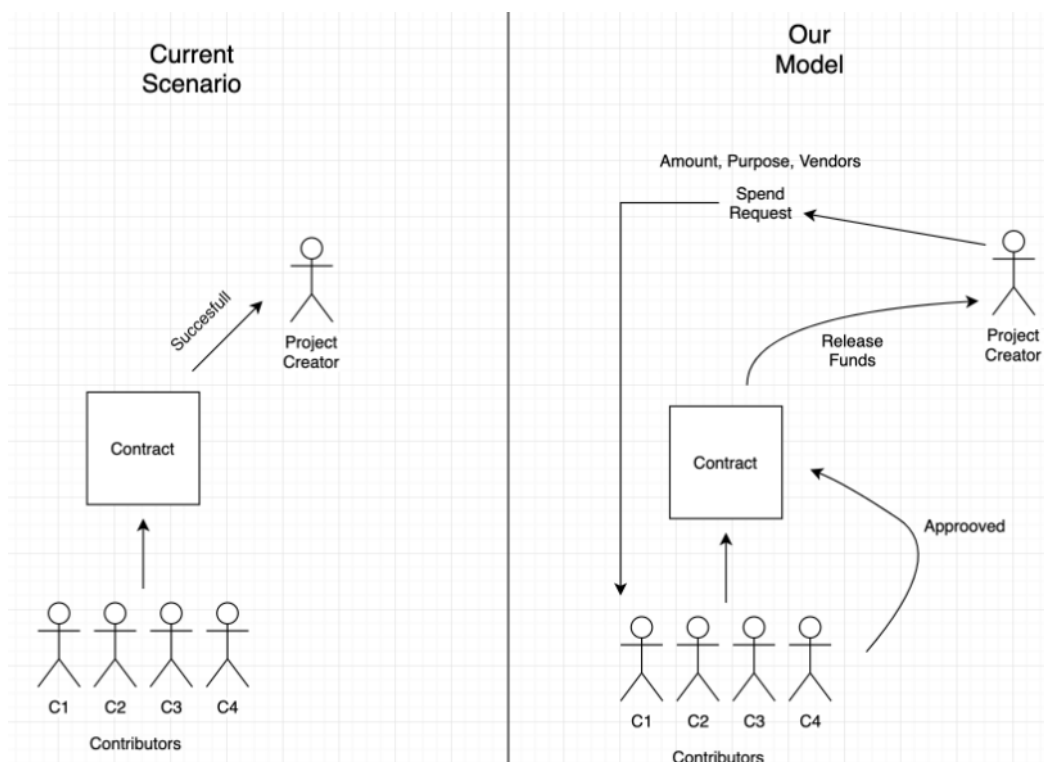 Current
Scenario
Succesfull
Project
Creator
Contract
C1 C2 C3 C4
Contributors
Our
Model
Amount, Purpose, Vendors
Spend
Request
Project
Creator
Release
Funds
Contract
Approoved
C1 C2 C3 C4
Contributors